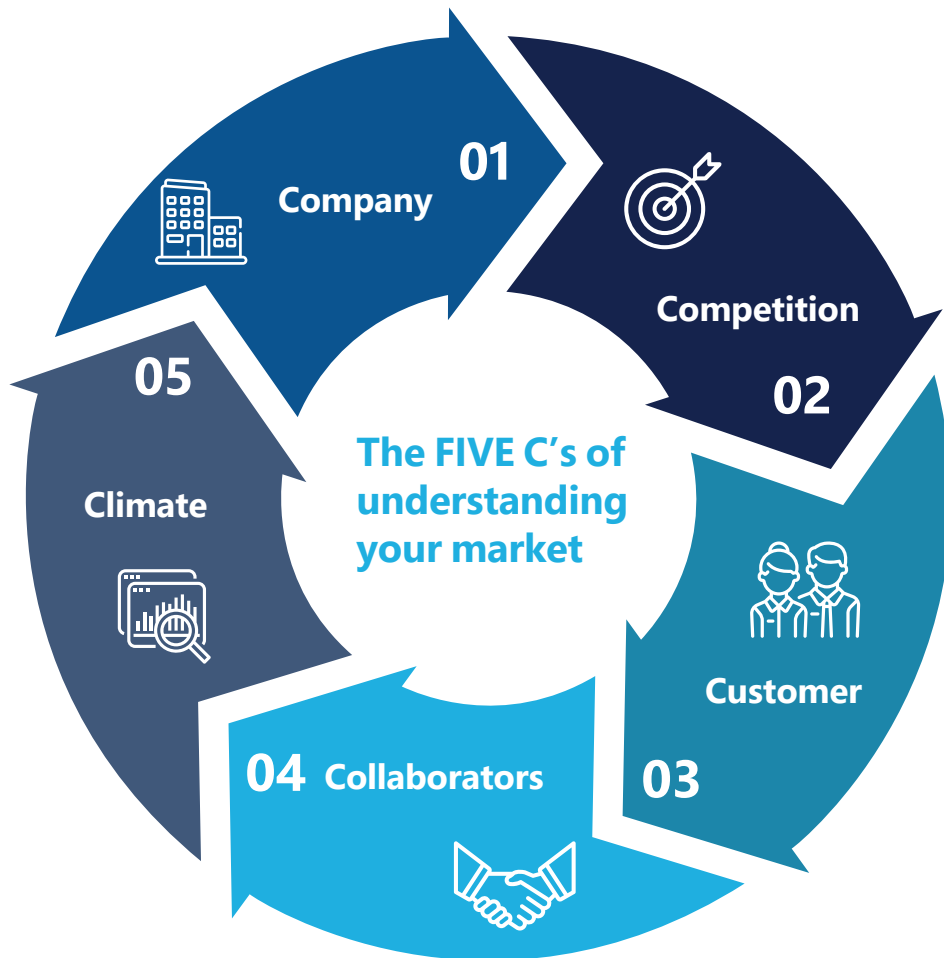 The FIVE C’s of
understanding
your market
01
Company
02
Competition
03
Customer
04 Collaborators
05
Climate